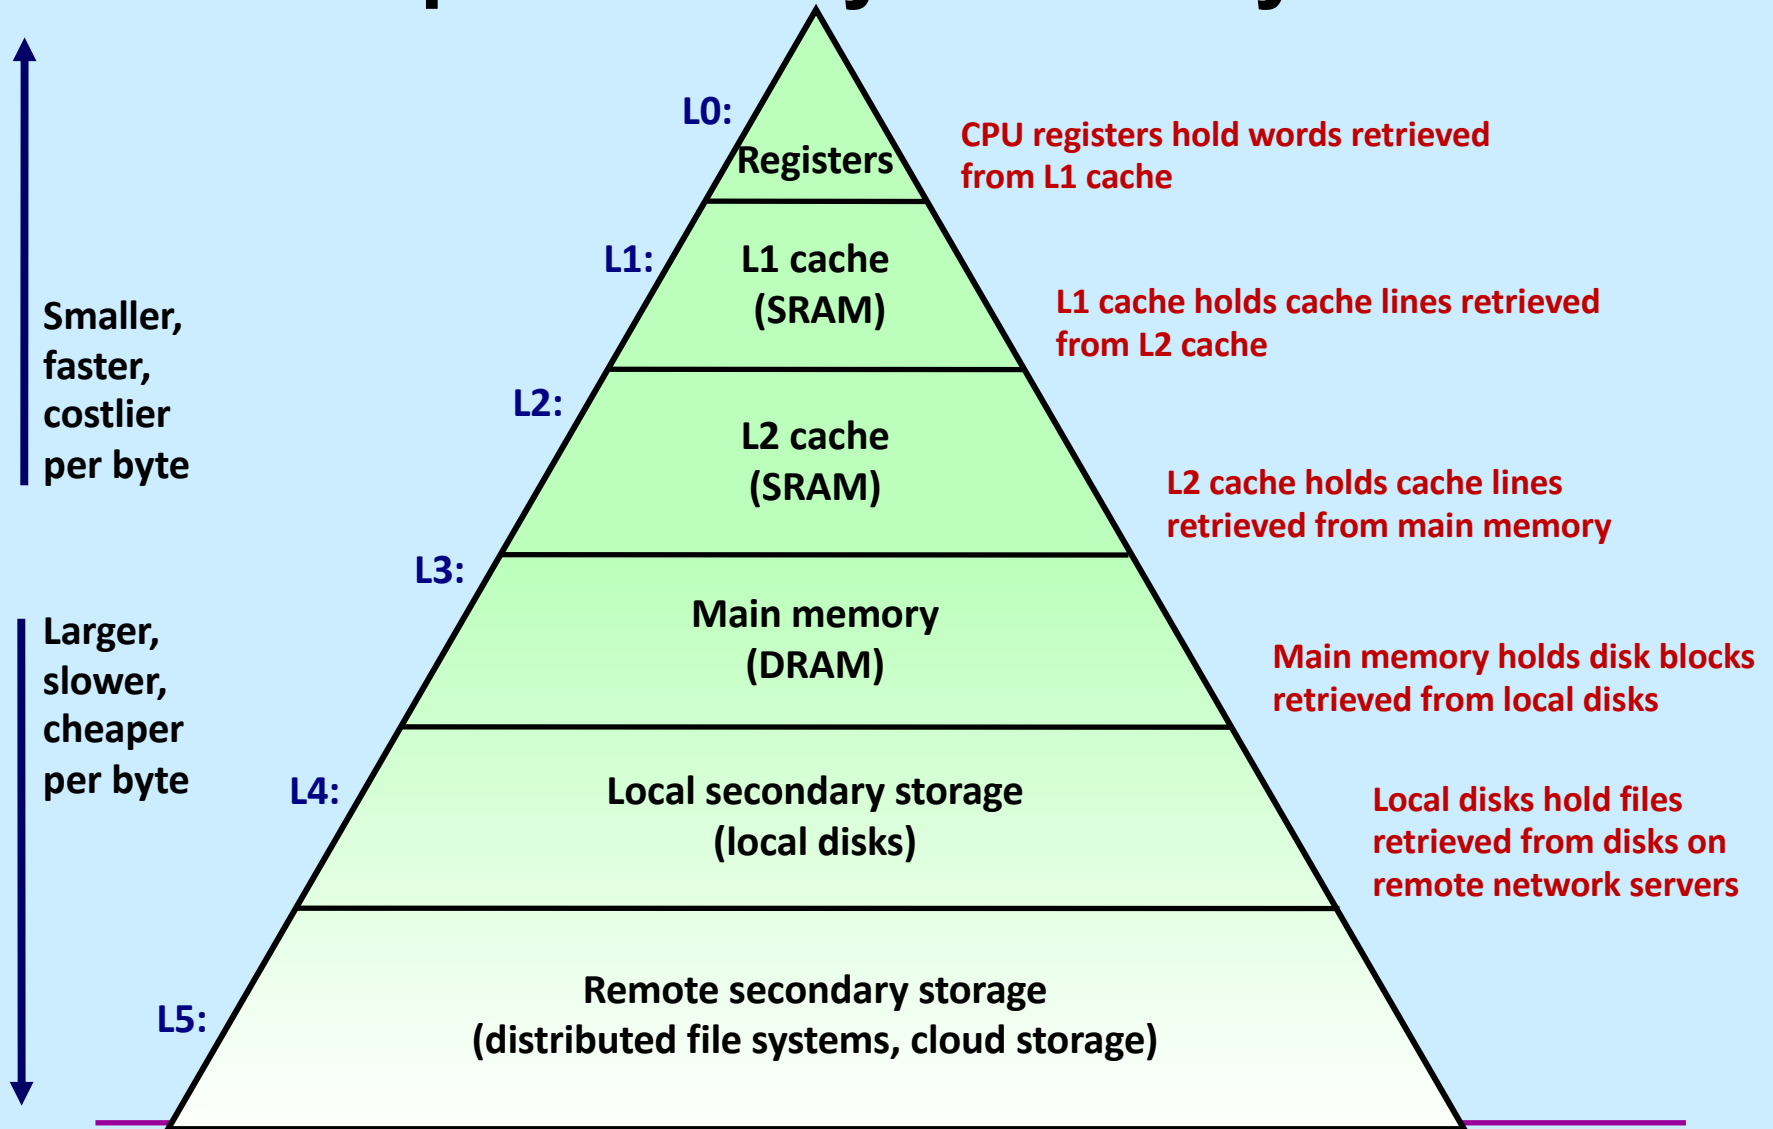 L0:
Registers
CPU registers hold words retrieved
from L1 cache
L1:
L1 cache
(SRAM)
L1 cache holds cache lines retrieved
from L2 cache
Smaller,
faster,
costlier
per byte
L2:
L2 cache
(SRAM)
L2 cache holds cache lines
retrieved from main memory
L3:
Main memory
(DRAM)
Larger,
slower,
cheaper
per byte
Main memory holds disk blocks
retrieved from local disks
L4:
Local secondary storage
(local disks)
Local disks hold files
retrieved from disks on
remote network servers
L5:
Remote secondary storage
(distributed file systems, cloud storage)